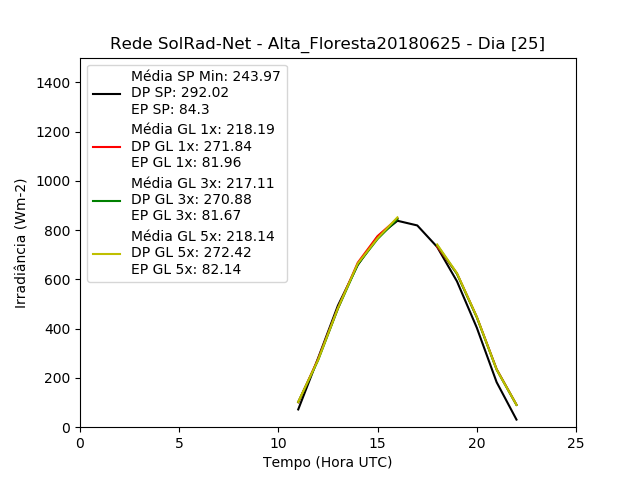 Rede SolRad-Net - Alta_Floresta20180625 - Dia [25]
Média SP Min: 243.97
DP SP: 292.02
EP SP: 84.3
Média GL 1x: 218.19
DP GL 1x: 271.84
EP GL 1x: 81.96
Média GL 3x: 217.11
DP GL 3x: 270.88
EP GL 3x: 81.67
Média GL 5x: 218.14
DP GL 5x: 272.42
EP GL 5x: 82.14
1400
1200
1000
800
600
400
200
0
Irradiância (Wm-2)
0 5 10 15 20 25
Tempo (Hora UTC)